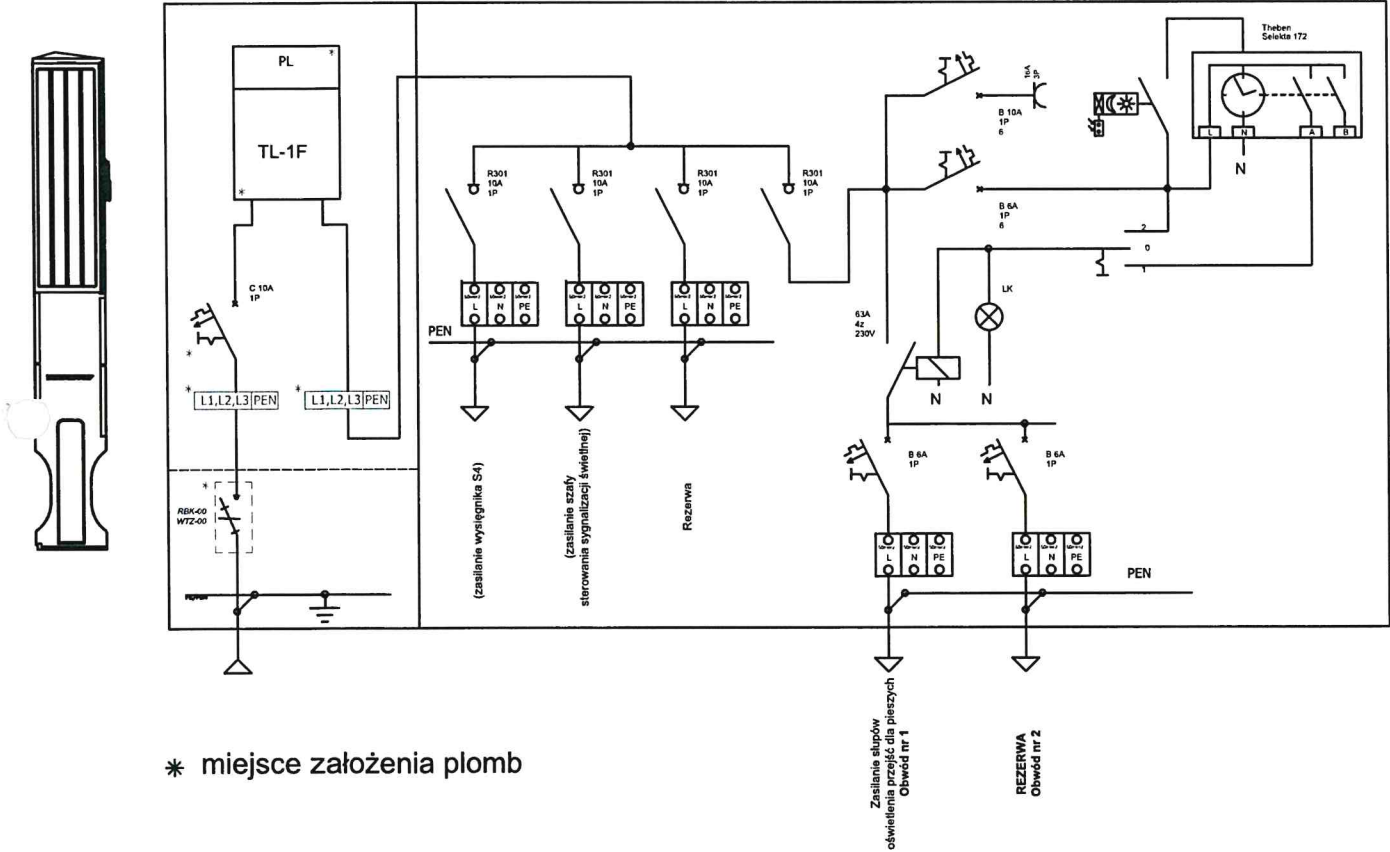 PL
*
TL-1F
*
C 10A
1P
*
* L1,L2,L3 PEN
* L1,L2,L3 PEN
*
RBK-00
WTZ-00
R301
10A
1P
R301
10A
1P
R301
10A
1P
R301
10A
1P
L N PE
L N PE
L N PE
PEN
(zasilanie wysięgnika S4)
(zasilanie szafy
sterowania sygnalizacji świetlnej)
Rezerwa
16A
3P
B 10A
1P
6
B 6A
1P
6
Theben
Selekta 172
L N A B
N
2
0
1
LK
63A
4z
230V
N
N
B 6A
1P
B 6A
1P
L N PE
L N PE
PEN
Zasilanie słupów
oświetlenia przejść dla pieszych
Obwód nr 1
REZERWA
Obwód nr 2
* miejsce założenia plomb